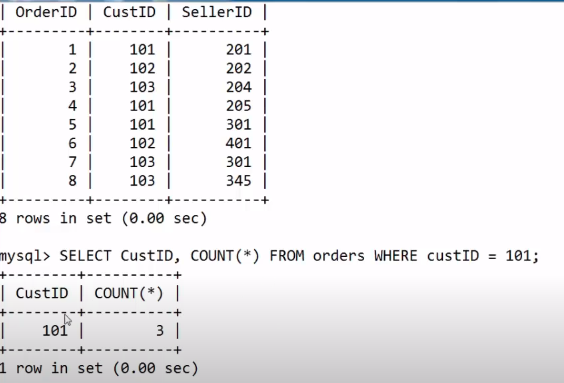 | OrderID | CustID | SellerID |
+---------+--------+----------+
| 1 | 101 | 201 |
| 2 | 102 | 202 |
| 3 | 103 | 204 |
| 4 | 101 | 205 |
| 5 | 101 | 301 |
| 6 | 102 | 401 |
| 7 | 103 | 301 |
| 8 | 103 | 345 |
+---------+--------+----------+
8 rows in set (0.00 sec)
mysql> SELECT CustID, COUNT(*) FROM orders WHERE custID = 101;
+--------+----------+
| CustID | COUNT(*) |
+--------+----------+
| 101 | 3 |
+--------+----------+
1 row in set (0.00 sec)